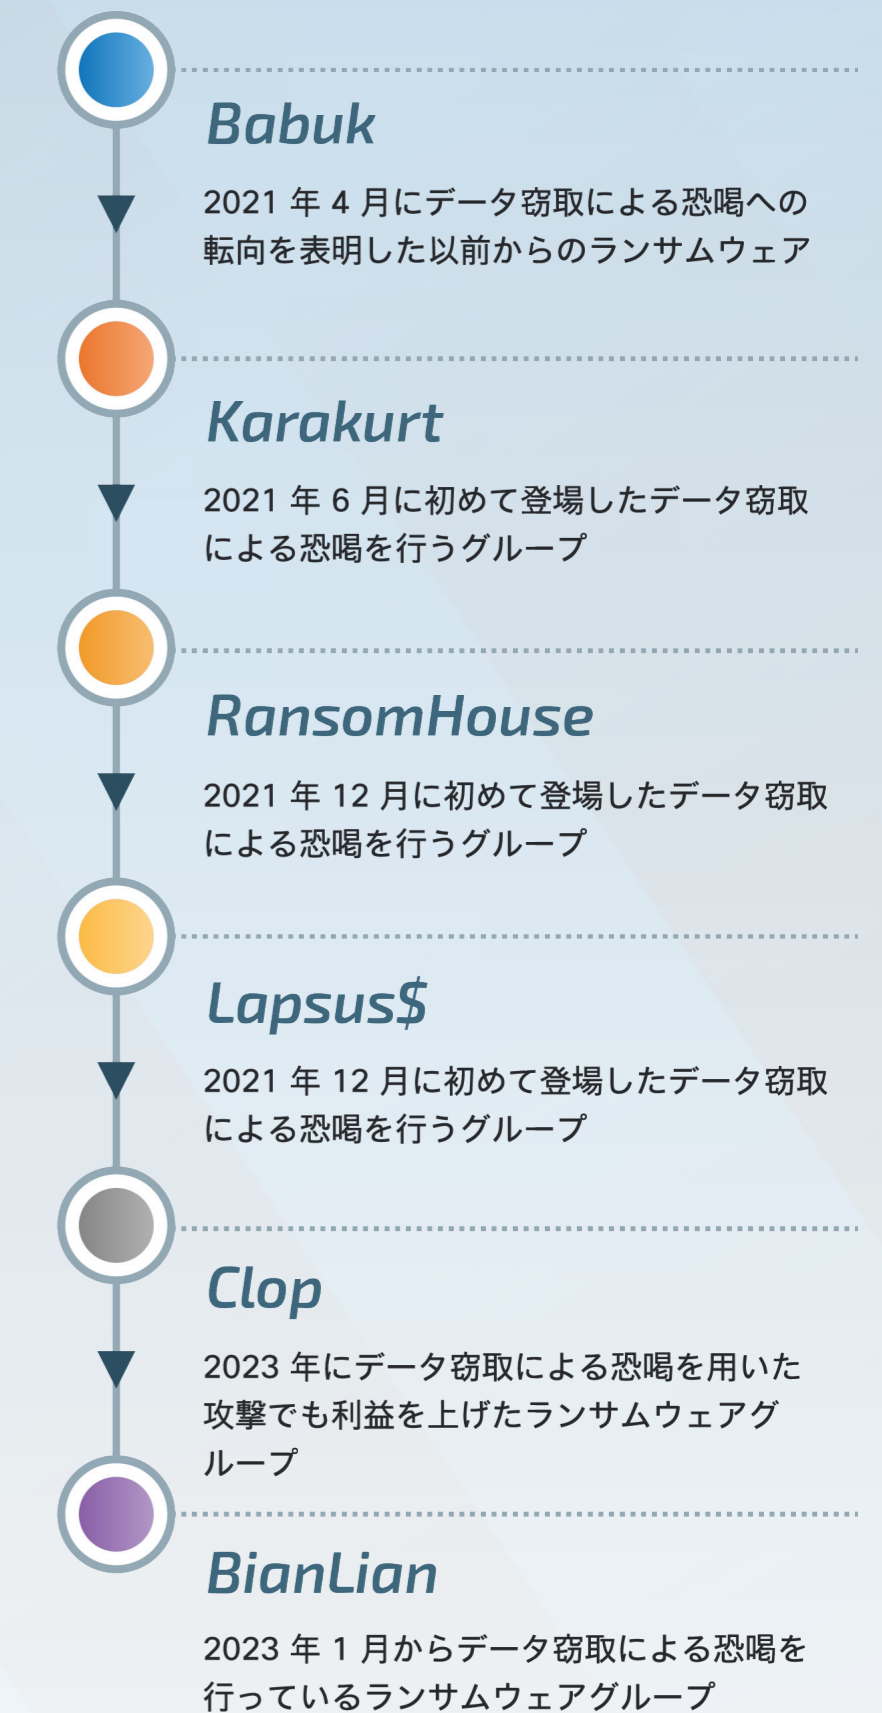 Babuk
2021 年 4 月にデータ窃取による恐喝への
転向を表明した以前からのランサムウェア
Karakurt
2021 年 6 月に初めて登場したデータ窃取
による恐喝を行うグループ
RansomHouse
2021 年 12 月に初めて登場したデータ窃取
による恐喝を行うグループ
Lapsus$
2021 年 12 月に初めて登場したデータ窃取
による恐喝を行うグループ
Clop
2023 年にデータ窃取による恐喝を用いた
攻撃でも利益を上げたランサムウェアグ
ループ
BianLian
2023 年 1 月からデータ窃取による恐喝を
行っているランサムウェアグループ